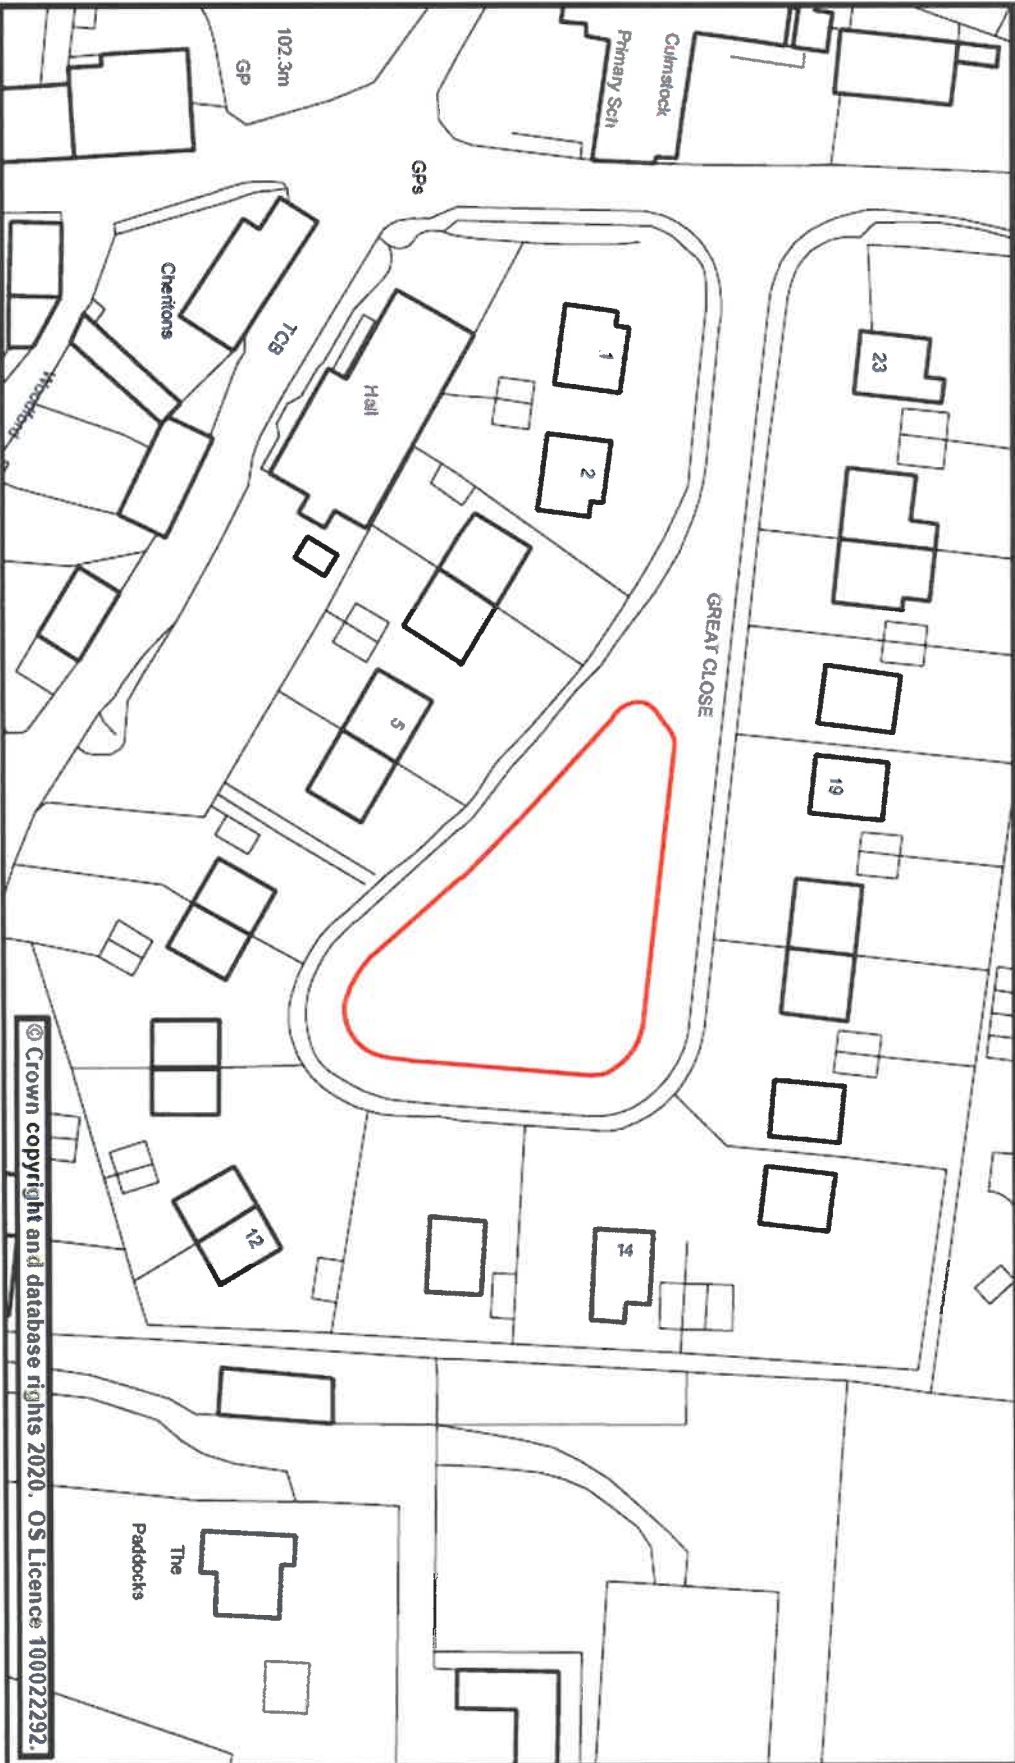 Culmstock
Primary Sch
102.3m
GP
GPs
23
1
TCB
Cheritons
Hall
2
Woodford
GREAT CLOSE
5
19
12
14
The
Paddocks
© Crown copyright and database rights 2020. OS Licence 100022292.